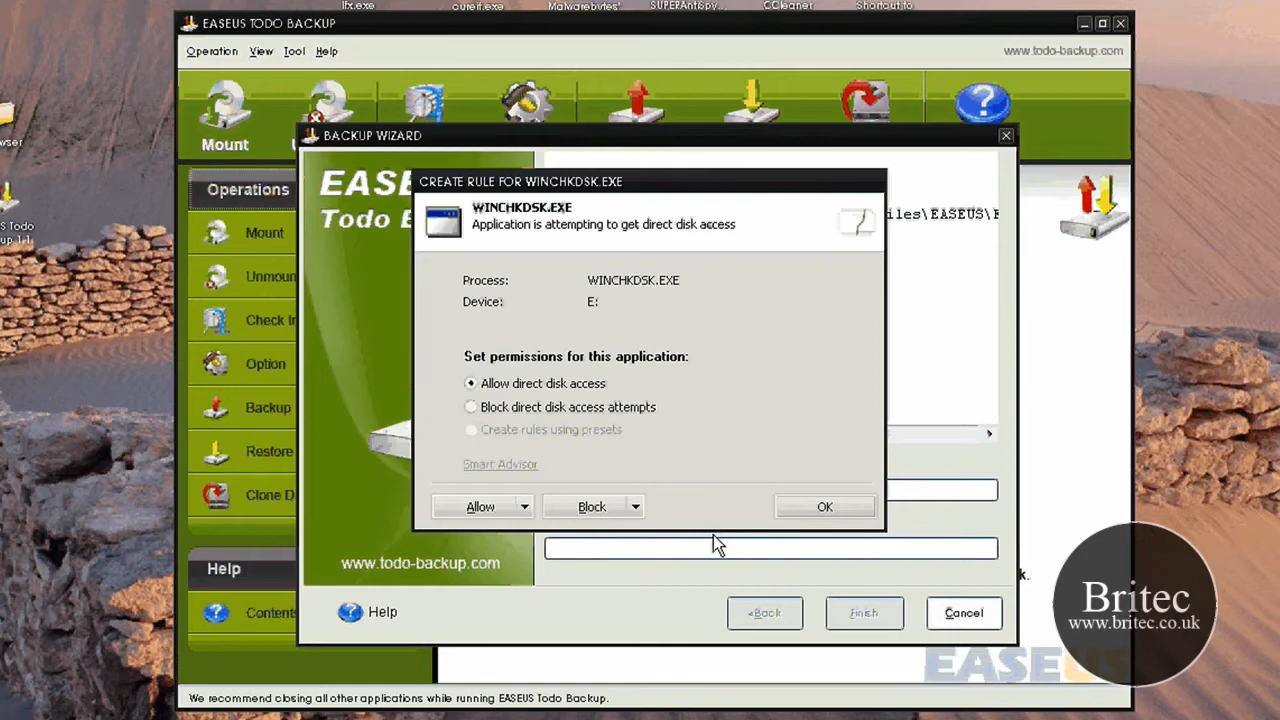 lfx.exe
Malwarebytes'
SUPERAntiSpy...
CCleaner
EASEUS TODO BACKUP
Operation View Tool Help
www.todo-backup.com
Mount
BACKUP WIZARD
wser
Operations
Mount
Unmoun
Check In
Option
Backup
Restore
Clone D
Help
Contents
EASE
Todo
CREATE RULE FOR WINCHKDSK.EXE
WINCHKDSK.EXE
Application is attempting to get direct disk access
iles\EASEUS\
Process: WINCHKDSK.EXE
Device: E:
Set permissions for this application:
Allow direct disk access
Block direct disk access attempts
Create rules using presets
Smart Advisor
Allow Block OK
www.todo-backup.com
k.
Help
<Back Finish Cancel
Britec
www.britec.co.uk
EASEUS
We recommend closing all other applications while running EASEUS Todo Backup.